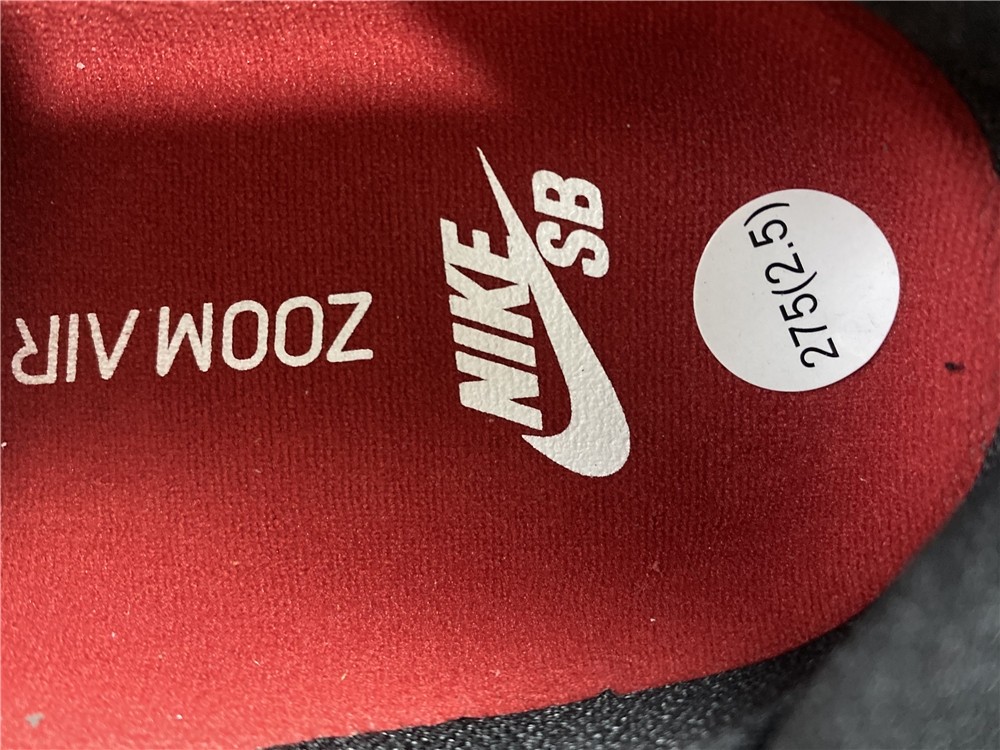 NIKE
SB
ZOOM AIR
275(2.5)